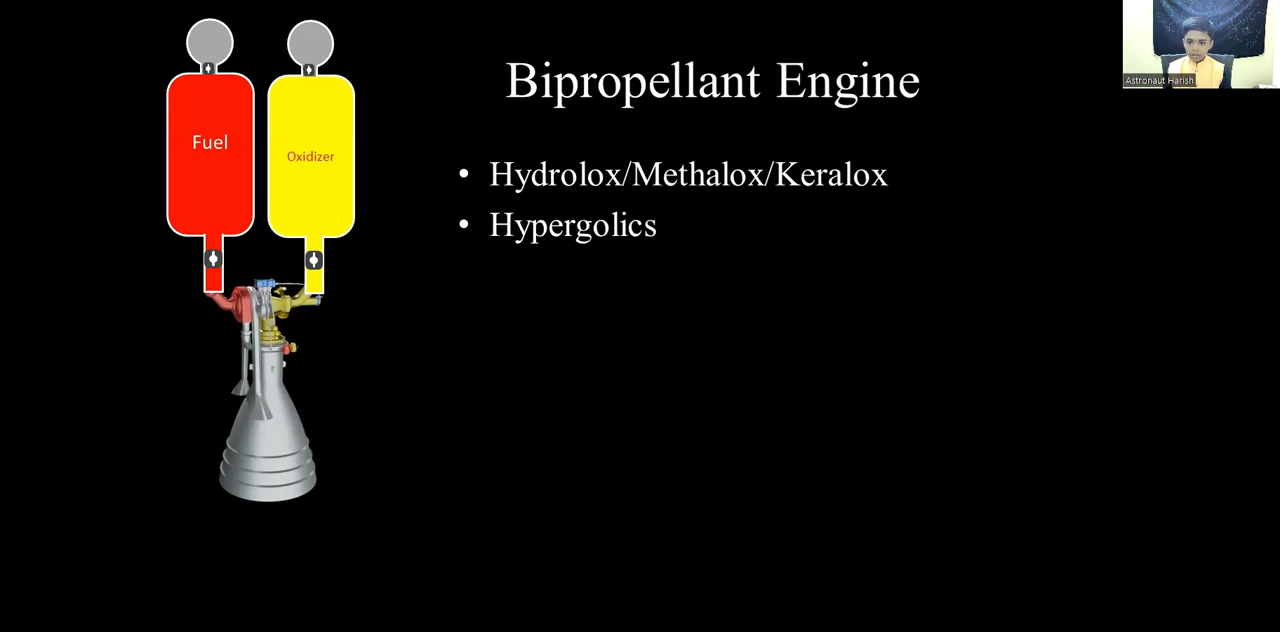 Bipropellant Engine
Astronaut Harish
Fuel
Oxidizer
• Hydrolox/Methalox/Keralox
• Hypergolics